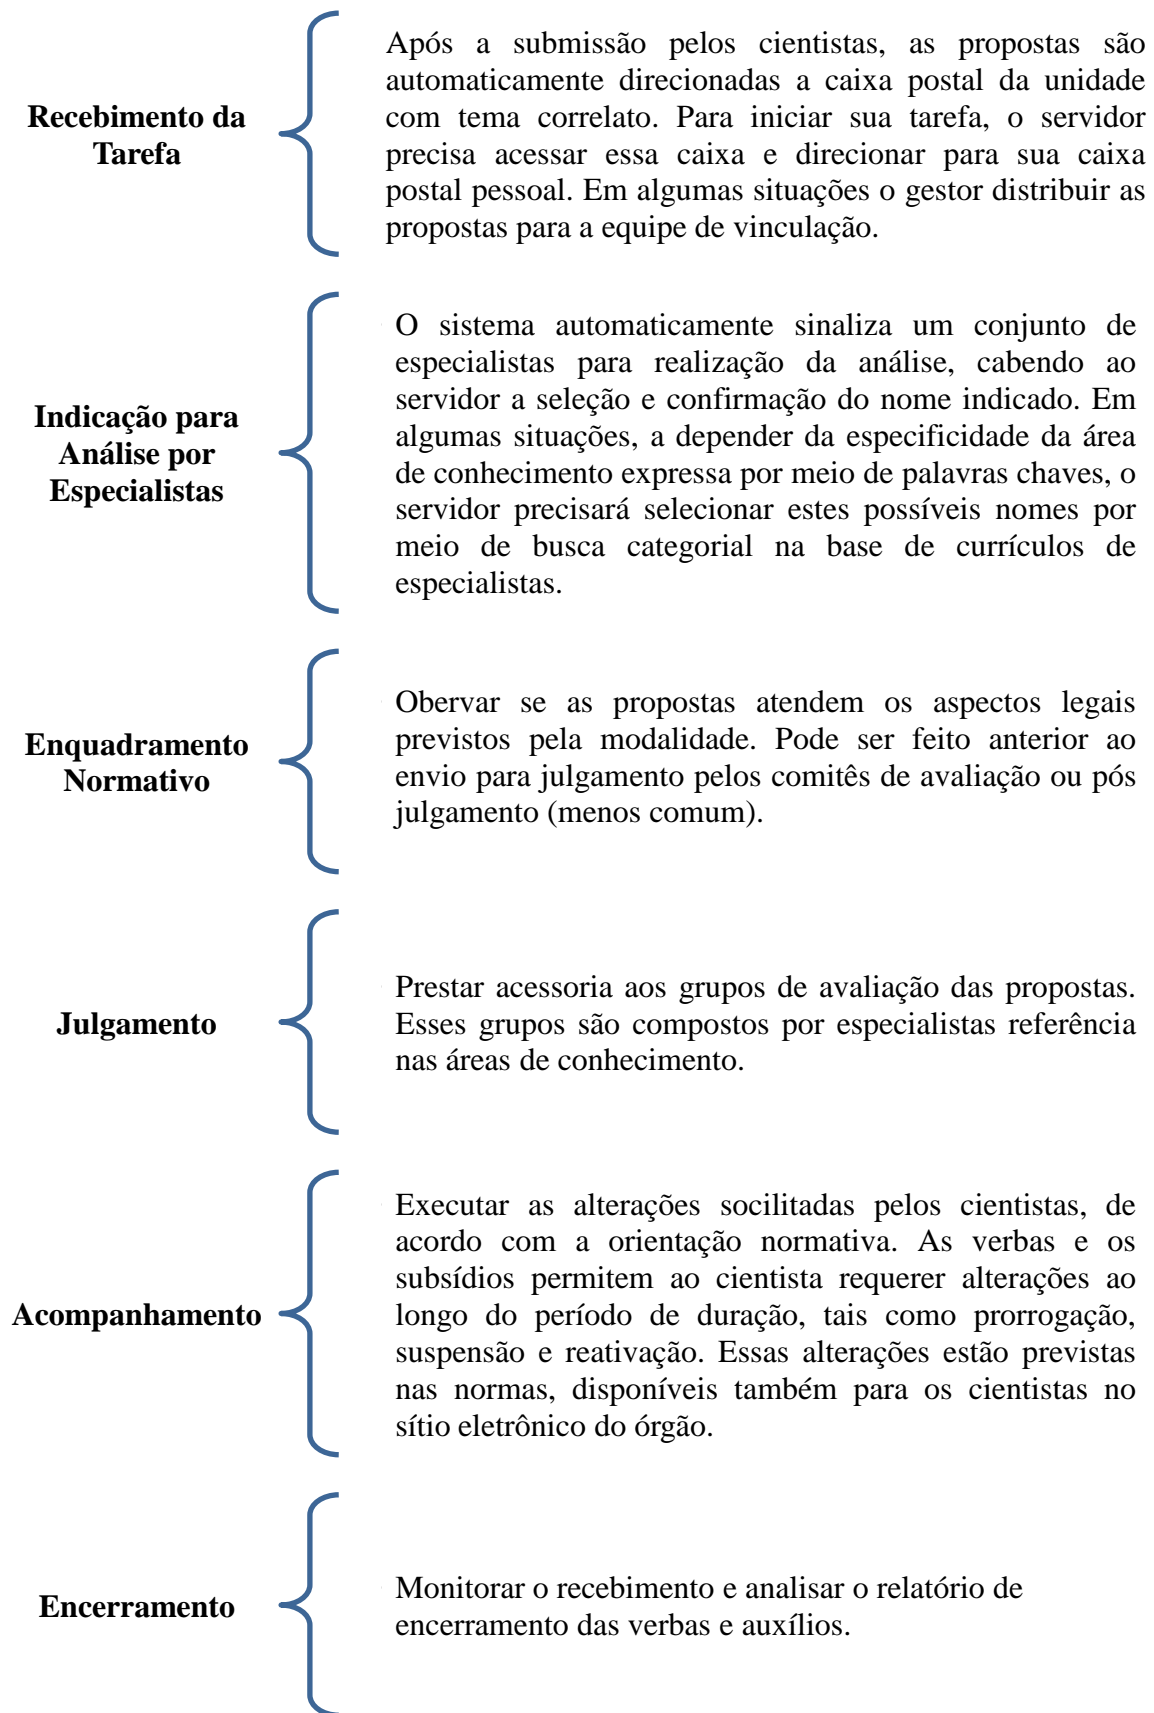 Recebimento da
Tarefa
Após a submissão pelos cientistas, as propostas são
automaticamente direcionadas a caixa postal da unidade
com tema correlato. Para iniciar sua tarefa, o servidor
precisa acessar essa caixa e direcionar para sua caixa
postal pessoal. Em algumas situações o gestor distribuir as
propostas para a equipe de vinculação.
Indicação para
Análise por
Especialistas
O sistema automaticamente sinaliza um conjunto de
especialistas para realização da análise, cabendo ao
servidor a seleção e confirmação do nome indicado. Em
algumas situações, a depender da especificidade da área
de conhecimento expressa por meio de palavras chaves, o
servidor precisará selecionar estes possíveis nomes por
meio de busca categorial na base de currículos de
especialistas.
Enquadramento
Normativo
Obervar se as propostas atendem os aspectos legais
previstos pela modalidade. Pode ser feito anterior ao
envio para julgamento pelos comitês de avaliação ou pós
julgamento (menos comum).
Julgamento
Prestar acessoria aos grupos de avaliação das propostas.
Esses grupos são compostos por especialistas referência
nas áreas de conhecimento.
Acompanhamento
Executar as alterações socilitadas pelos cientistas, de
acordo com a orientação normativa. As verbas e os
subsídios permitem ao cientista requerer alterações ao
longo do período de duração, tais como prorrogação,
suspensão e reativação. Essas alterações estão previstas
nas normas, disponíveis também para os cientistas no
sítio eletrônico do órgão.
Encerramento
Monitorar o recebimento e analisar o relatório de
encerramento das verbas e auxílios.